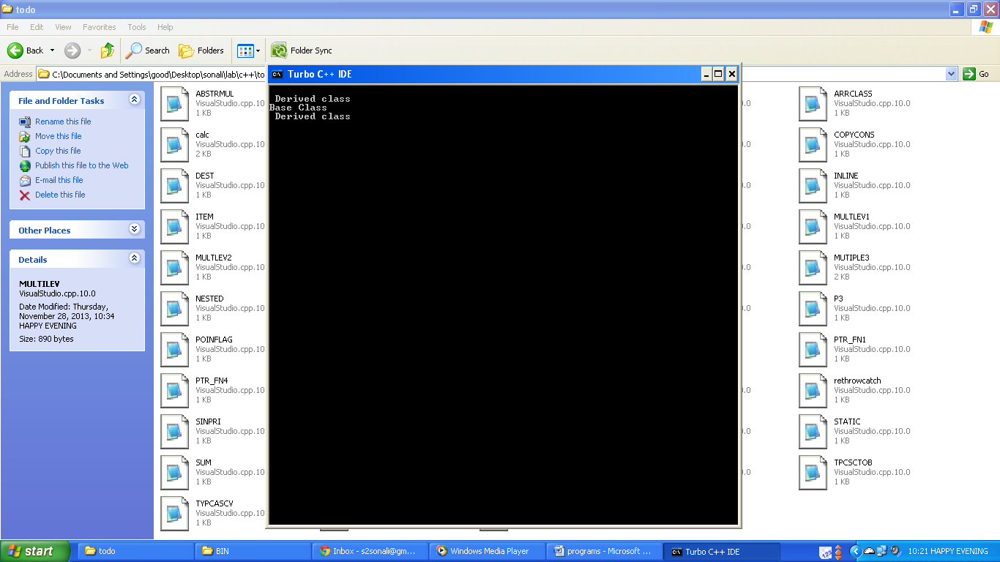 todo
File Edit View Favorites Tools Help
Back Search Folders Folder Sync
Address C:\Documents and Settings\good\Desktop\sonali\lab\c++\to Go
File and Folder Tasks
Rename this file
Move this file
Copy this file
Publish this file to the Web
E-mail this file
Delete this file
Other Places
Details
MULTILEV
VisualStudio.cpp.10.0
Date Modified: Thursday,
November 28, 2013, 10:34
HAPPY EVENING
Size: 890 bytes
ABSTRMUL
VisualStudio.cpp.10
1 KB
calc
VisualStudio.cpp.10
2 KB
DEST
VisualStudio.cpp.10
1 KB
ITEM
VisualStudio.cpp.10
1 KB
MULTLEV2
VisualStudio.cpp.10
1 KB
NESTED
VisualStudio.cpp.10
1 KB
POINFLAG
VisualStudio.cpp.10
1 KB
PTR_FN4
VisualStudio.cpp.10
1 KB
SINPRI
VisualStudio.cpp.10
1 KB
SUM
VisualStudio.cpp.10
1 KB
TYPCASCV
VisualStudio.cpp.10
1 KB
Turbo C++ IDE
Derived class
Base Class
Derived class
.0
.0
.0
.0
.0
.0
.0
.0
.0
.0
ARRCLASS
VisualStudio.cpp.10.0
1 KB
COPYCONS
VisualStudio.cpp.10.0
1 KB
INLINE
VisualStudio.cpp.10.0
1 KB
MULTLEV1
VisualStudio.cpp.10.0
1 KB
MUTIPLE3
VisualStudio.cpp.10.0
2 KB
P3
VisualStudio.cpp.10.0
1 KB
PTR_FN1
VisualStudio.cpp.10.0
1 KB
rethrowcatch
VisualStudio.cpp.10.0
1 KB
STATIC
VisualStudio.cpp.10.0
1 KB
TPCSCTOB
VisualStudio.cpp.10.0
1 KB
start todo BIN Inbox - s2sonali@gm... Windows Media Player programs - Microsoft ... Turbo C++ IDE 10:21 HAPPY EVENING